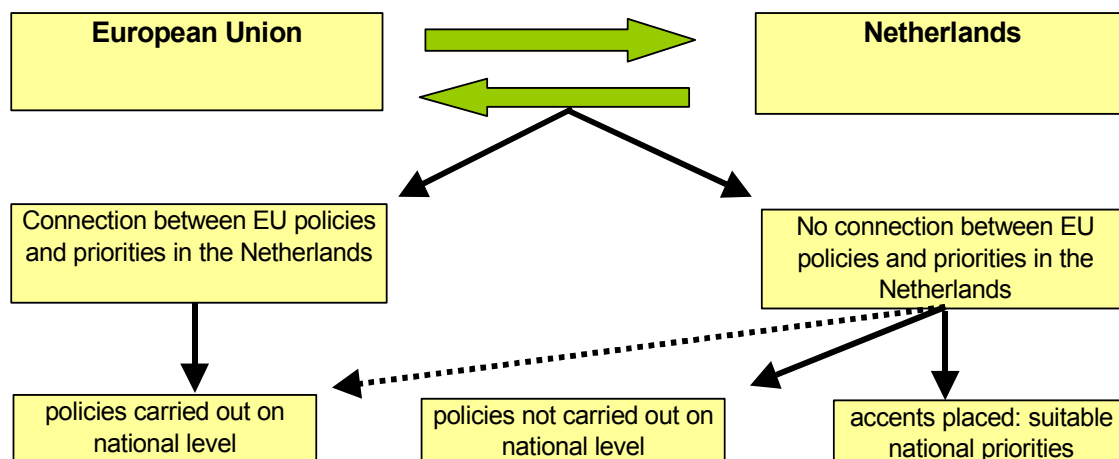 European Union
Netherlands
Connection between EU policies
and priorities in the Netherlands
No connection between EU
policies and priorities in the
Netherlands
policies carried out on
national level
policies not carried out on
national level
accents placed: suitable
national priorities